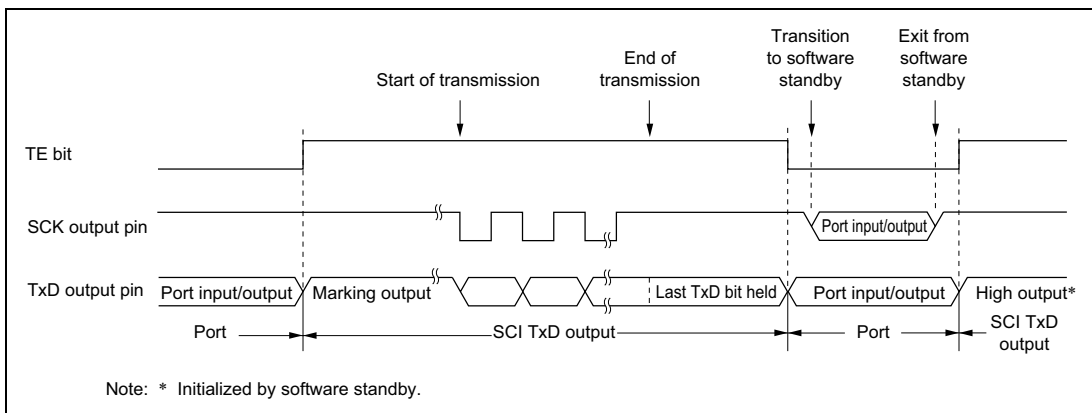 Start of transmission
End of
transmission
Transition
to software
standby
Exit from
software
standby
TE bit
SCK output pin
Port input/output
TxD output pin
Port input/output
Marking output
Last TxD bit held
Port input/output
High output*
Port
SCI TxD output
Port
SCI TxD
output
Note: * Initialized by software standby.